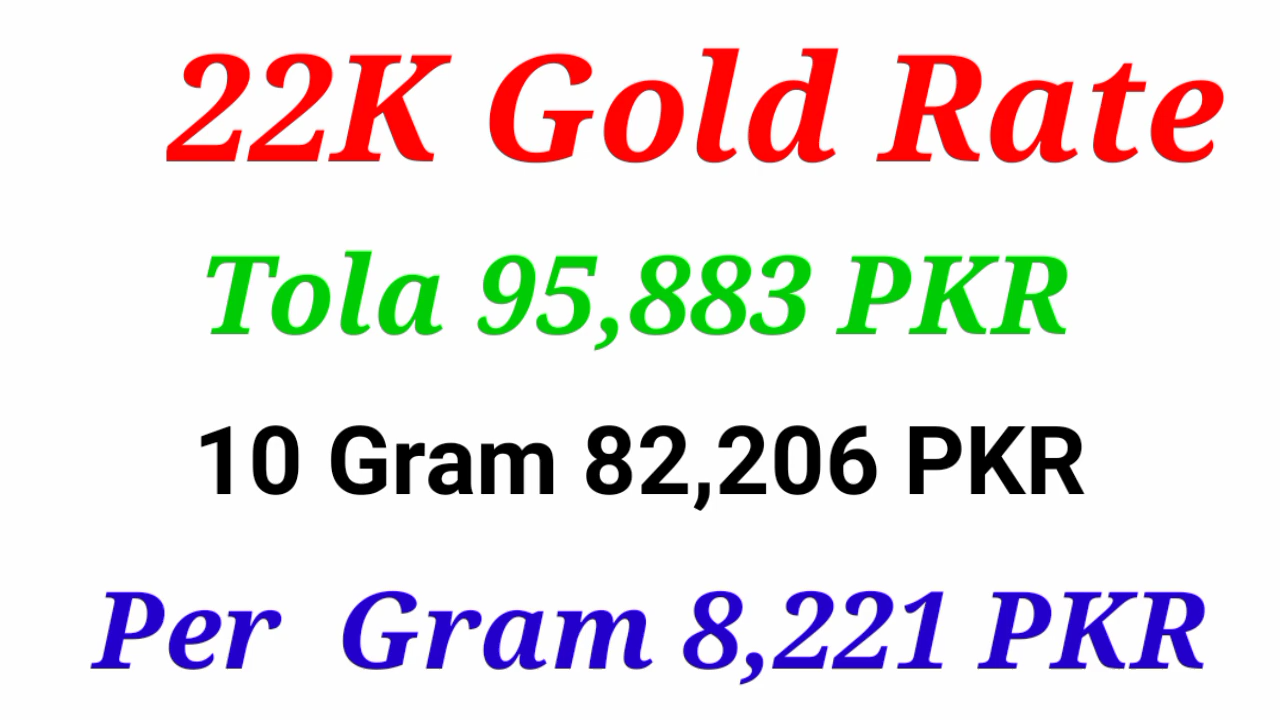 22K Gold Rate
Tola 95,883 PKR
10 Gram 82,206 PKR
Per Gram 8,221 PKR